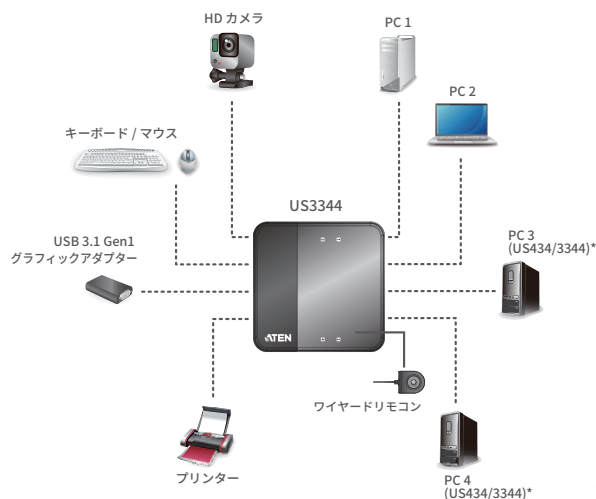 HD カメラ
PC 1
PC 2
キーボード / マウス
US3344
USB 3.1 Gen1
グラフィックアダプター
PC 3
(US434/3344)*
ATEN
ワイヤードリモコン
プリンター
PC 4
(US434/3344)*